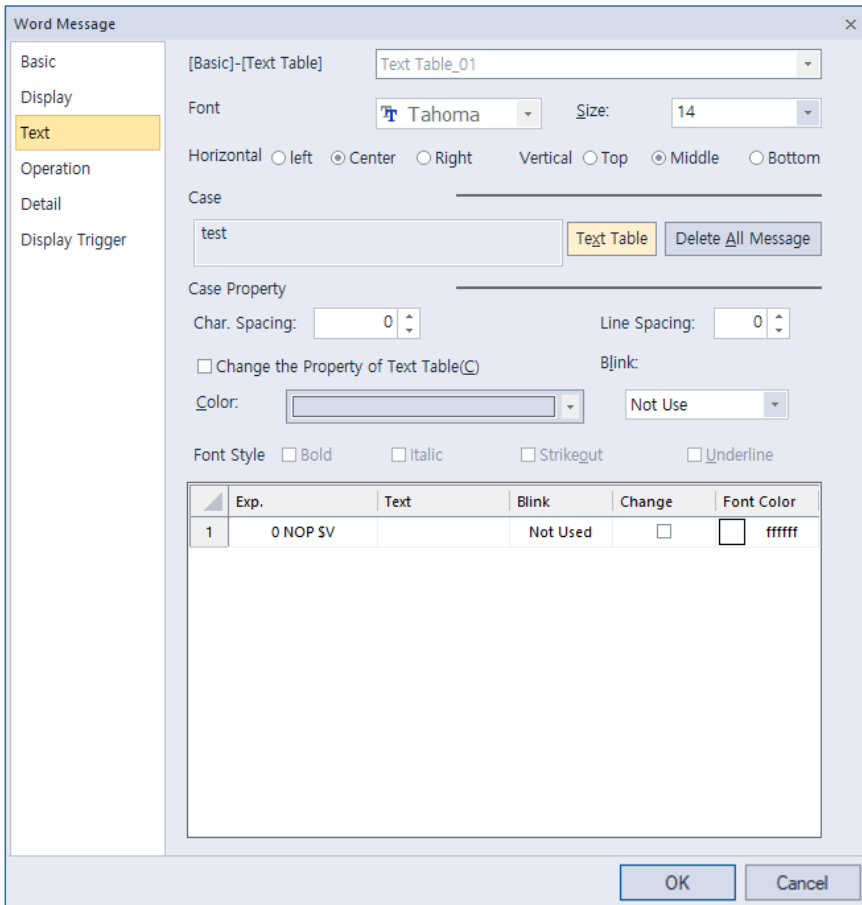 Word Message
Basic
Display
Text
Operation
Detail
Display Trigger
[Basic]-[Text Table] Text Table_01
Font Tahoma Size: 14
Horizontal left Center Right Vertical Top Middle Bottom
Case
test Text Table Delete All Message
Case Property
Char. Spacing: 0 Line Spacing: 0
Change the Property of Text Table(C) Blink:
Color: Not Use
Font Style Bold Italic Strikeout Underline
Exp. Text Blink Change Font Color
1 0 NOP $V Not Used ffffff
OK Cancel